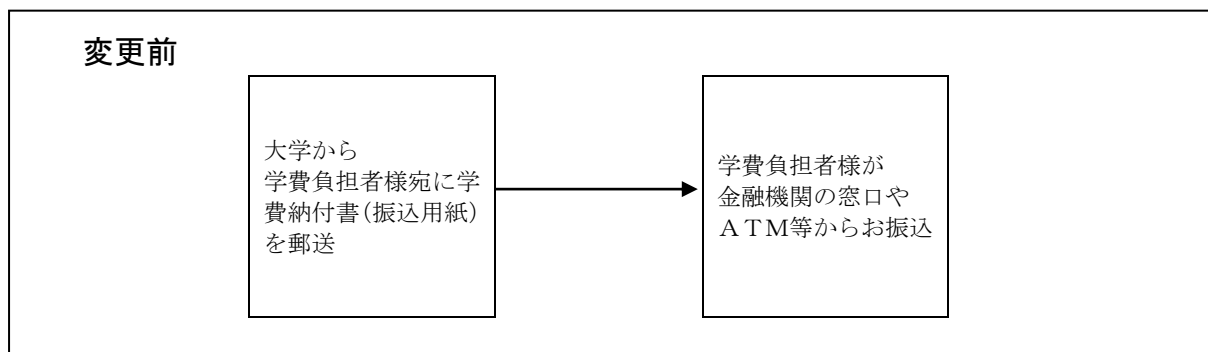 変更前
大学から
学費負担者様宛に学
費納付書(振込用紙)
を郵送
学費負担者様が
金融機関の窓口や
ＡＴＭ等からお振込